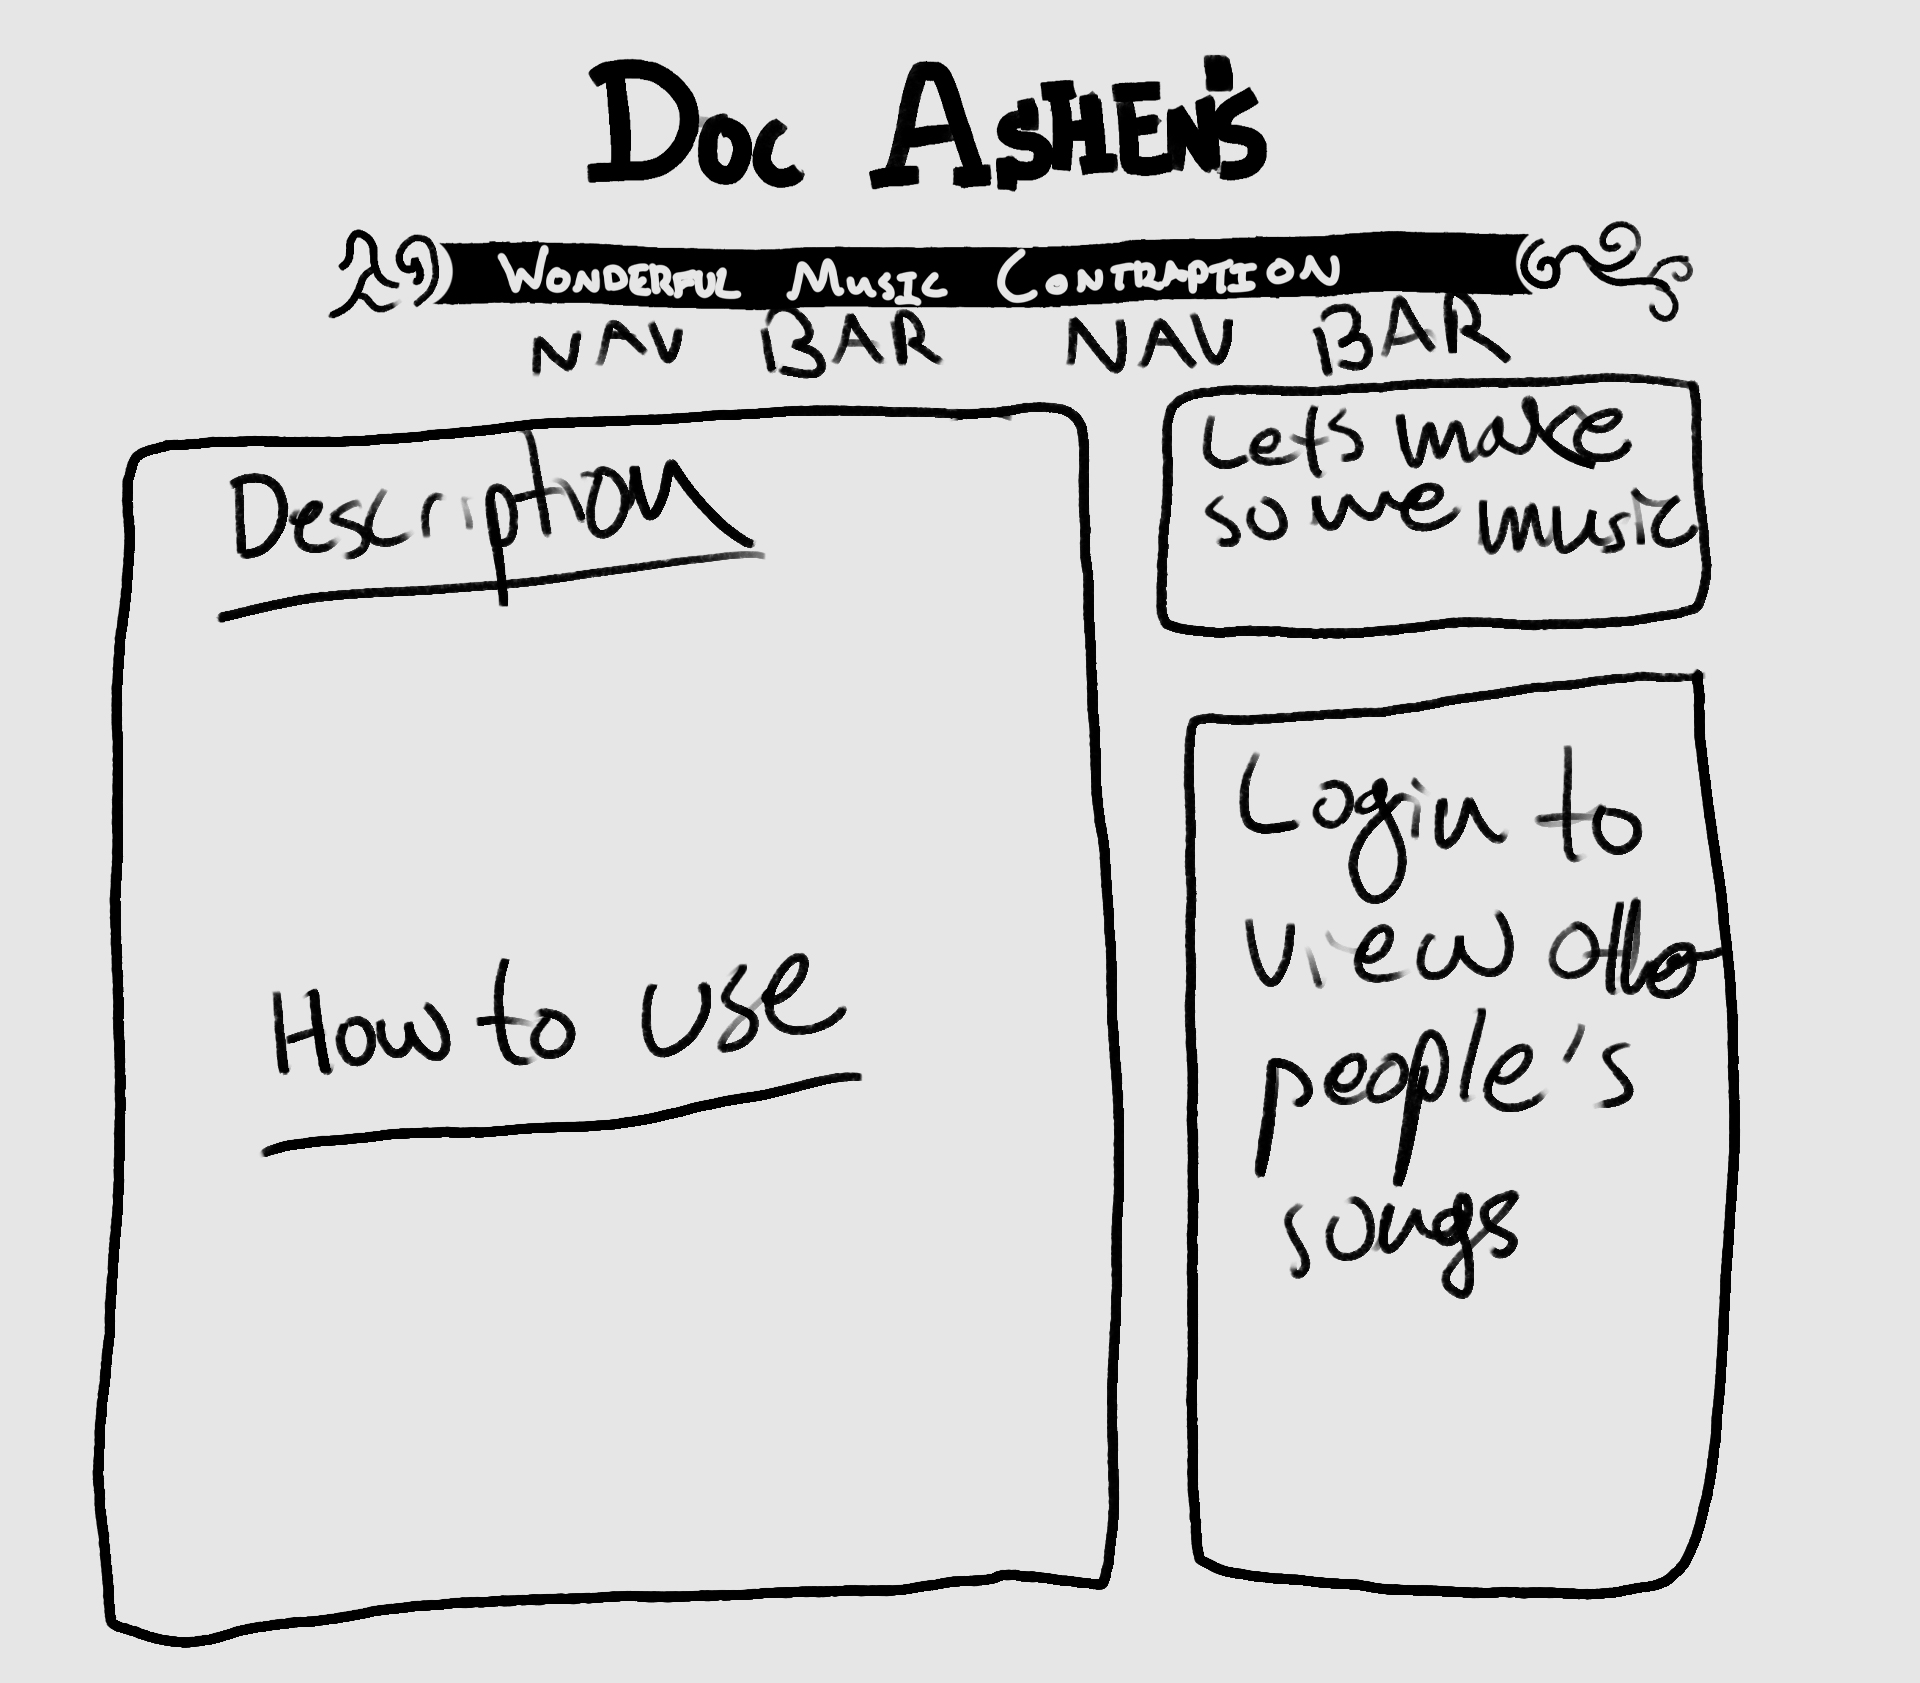 DOC ASHEN'S
WONDERFUL MUSIC CONTRAPTION
NAV BAR NAV BAR
Description
How to use
Lets make
some music
Login to
view other
people's
songs